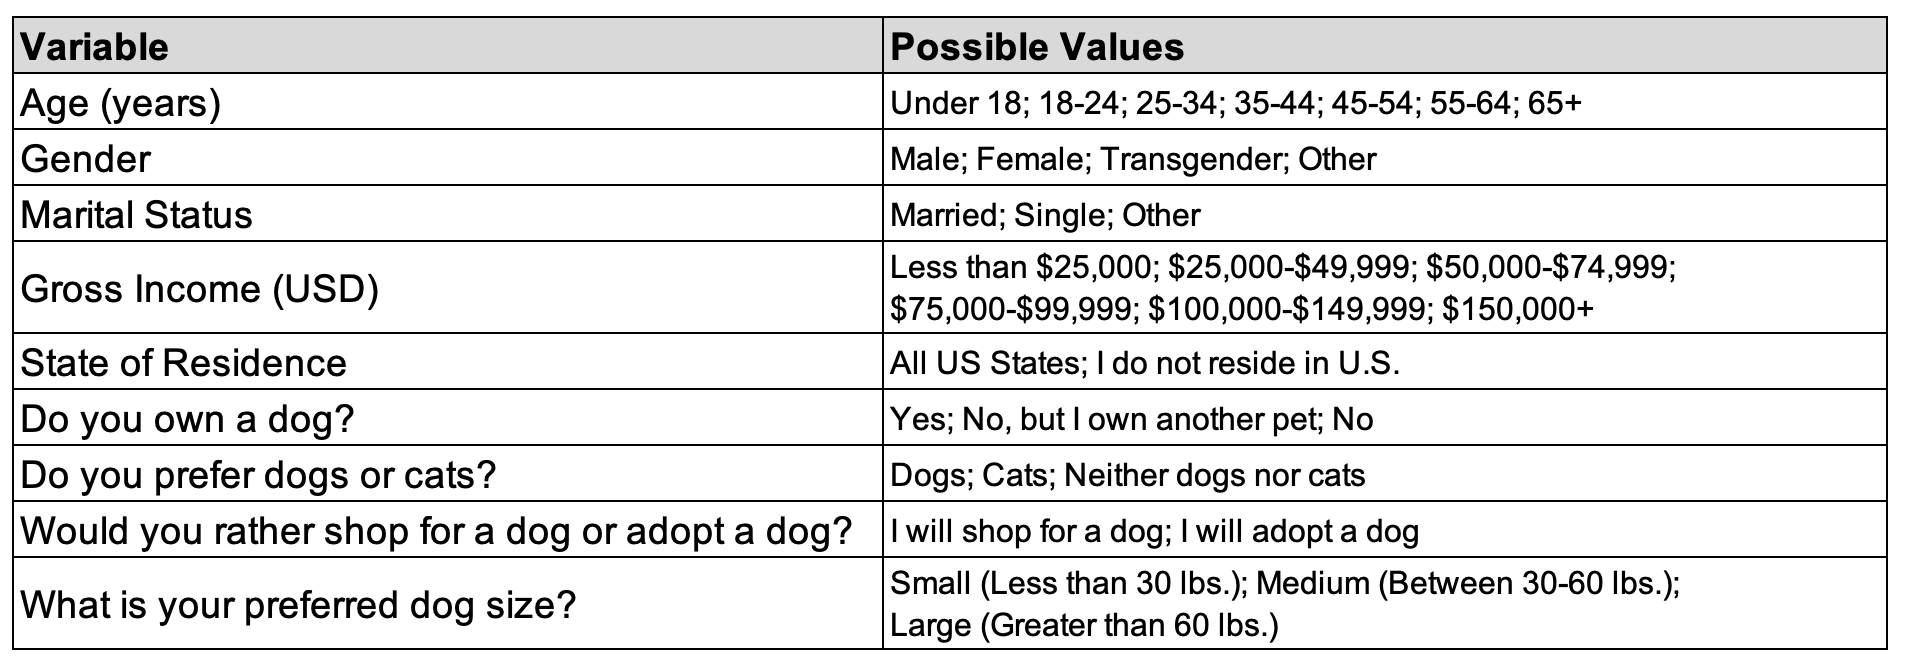 Variable Possible Values
Age (years) Under 18; 18-24; 25-34; 35-44; 45-54; 55-64; 65+
Gender Male; Female; Transgender; Other
Marital Status Married; Single; Other
Gross Income (USD) Less than $25,000; $25,000-$49,999; $50,000-$74,999;
$75,000-$99,999; $100,000-$149,999; $150,000+
State of Residence All US States; I do not reside in U.S.
Do you own a dog? Yes; No, but I own another pet; No
Do you prefer dogs or cats? Dogs; Cats; Neither dogs nor cats
Would you rather shop for a dog or adopt a dog? I will shop for a dog; I will adopt a dog
What is your preferred dog size? Small (Less than 30 lbs.); Medium (Between 30-60 lbs.);
Large (Greater than 60 lbs.)